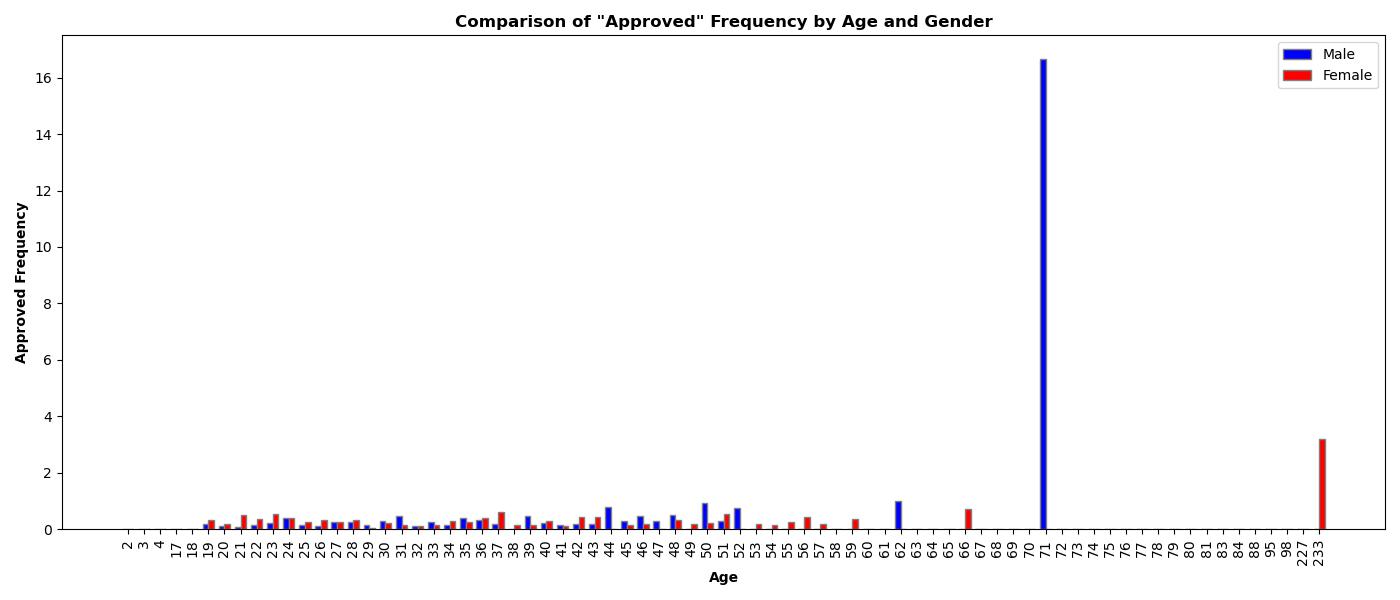 Comparison of "Approved" Frequency by Age and Gender
Male
Female
16
14
12
10
8
6
4
2
0
Approved Frequency
2 3 4 17 18 19 20 21 22 23 24 25 26 27 28 29 30 31 32 33 34 35 36 37 38 39 40 41 42 43 44 45 46 47 48 49 50 51 52 53 54 55 56 57 58 59 60 61 62 63 64 65 66 67 68 69 70 71 72 73 74 75 76 77 78 79 80 81 83 84 88 95 98 227 233
Age